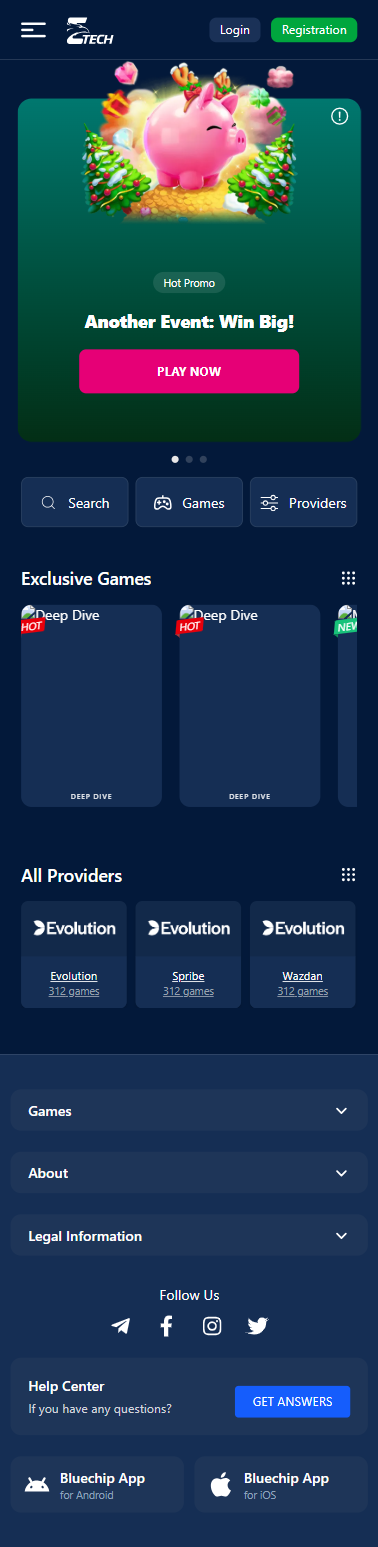 ZTECH
Login
Registration
Hot Promo
Another Event: Win Big!
PLAY NOW
Search
Games
Providers
Exclusive Games
Deep Dive
HOT
DEEP DIVE
Deep Dive
HOT
DEEP DIVE
NEW
All Providers
Evolution
Evolution
Evolution
Evolution
Spribe
Wazdan
312 games
312 games
312 games
Games
About
Legal Information
Follow Us
Help Center
If you have any questions?
GET ANSWERS
Bluechip App
for Android
Bluechip App
for iOS